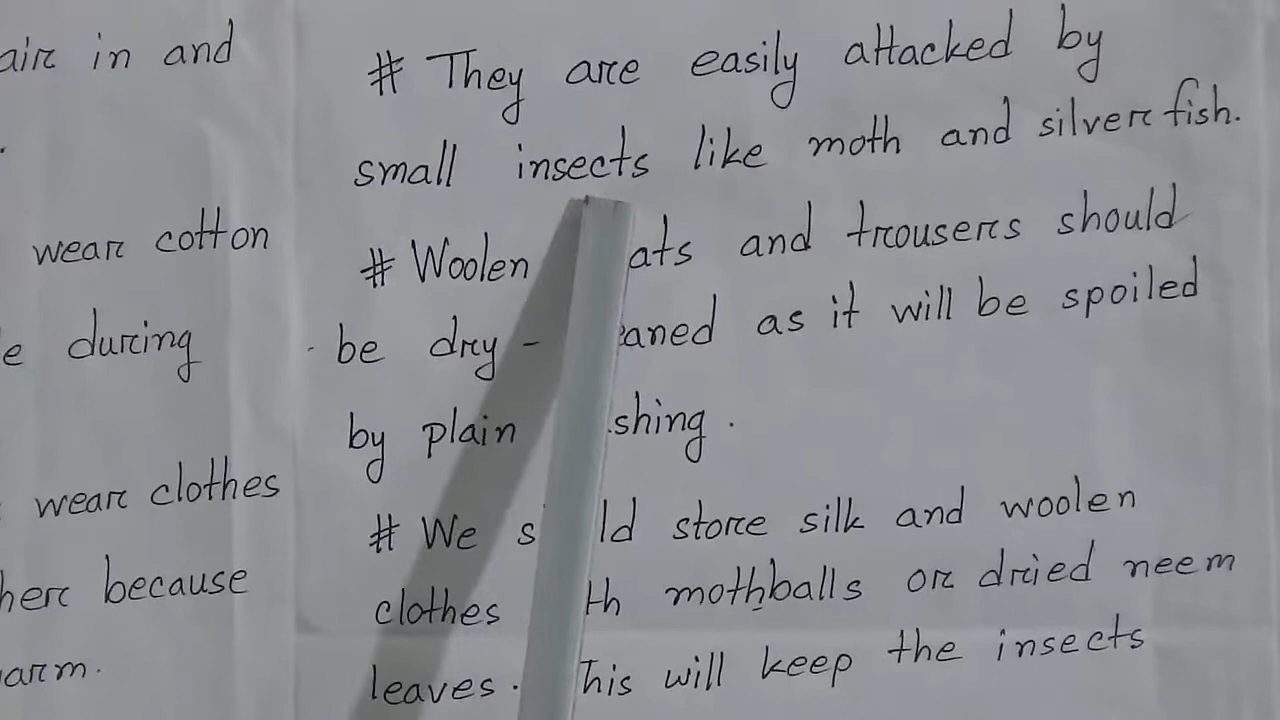 air in and
wear cotton
e during
wear clothes
her because
arm.
# They are easily attacked by
small insects like moth and silverfish.
# Woolen ats and trousers should
be dry - eaned as it will be spoiled
by plain shing.
# We s ld store silk and woolen
clothes th mothballs or dried neem
leaves. This will keep the insects